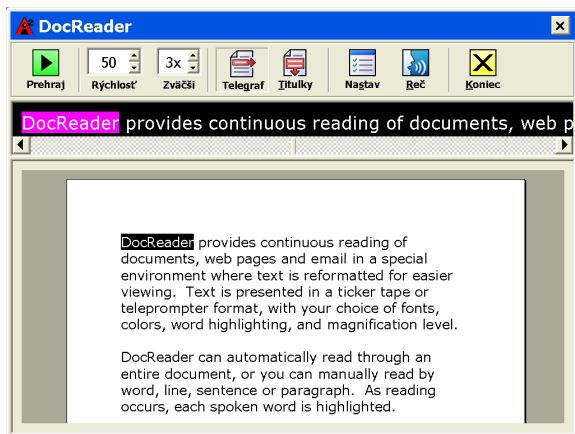 DocReader
50 3x
Prehraj Rýchlosť Zväčši Telegraf Titulky Nastav Reč Koniec
DocReader provides continuous reading of documents, web p
DocReader provides continuous reading of
documents, web pages and email in a special
environment where text is reformatted for easier
viewing. Text is presented in a ticker tape or
teleprompter format, with your choice of fonts,
colors, word highlighting, and magnification level.
DocReader can automatically read through an
entire document, or you can manually read by
word, line, sentence or paragraph. As reading
occurs, each spoken word is highlighted.